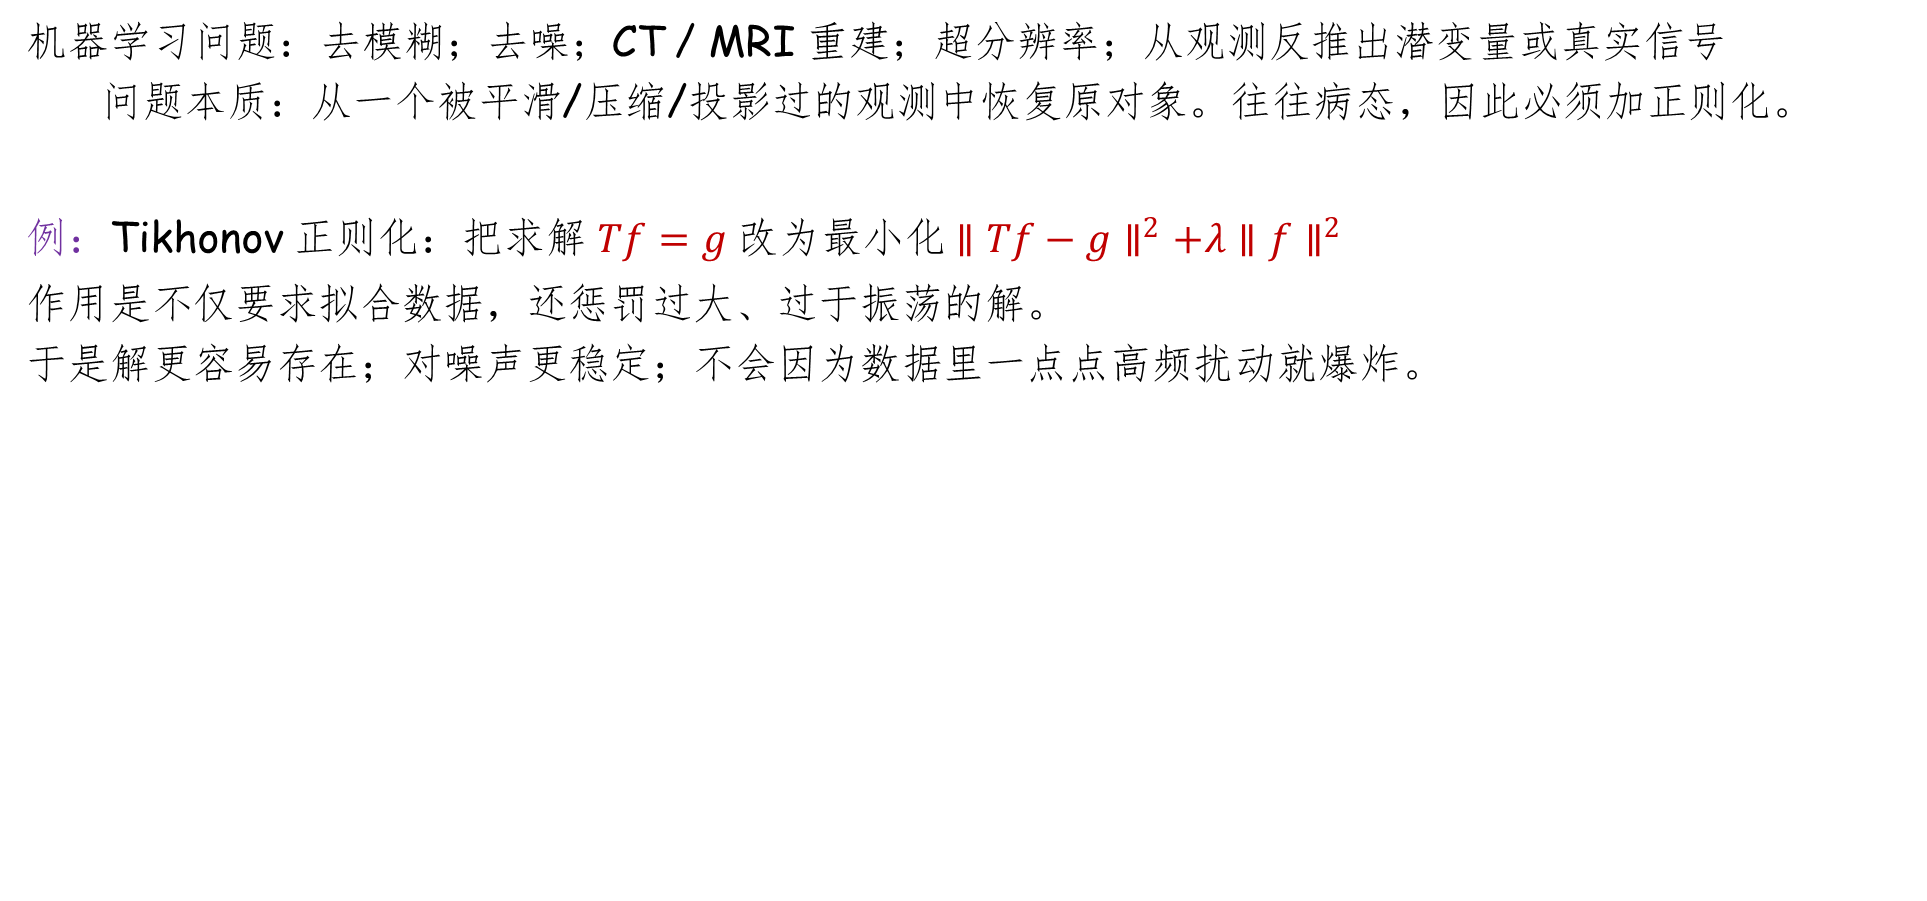 机器学习问题：去模糊；去噪；CT / MRI 重建；超分辨率；从观测反推出潜变量或真实信号
问题本质：从一个被平滑/压缩/投影过的观测中恢复原对象。往往病态，因此必须加正则化。
例：Tikhonov 正则化：把求解 Tf = g 改为最小化 ‖ Tf − g ‖² +λ ‖ f ‖²
作用是不仅要求拟合数据，还惩罚过大、过于振荡的解。
于是解更容易存在；对噪声更稳定；不会因为数据里一点点高频扰动就爆炸。